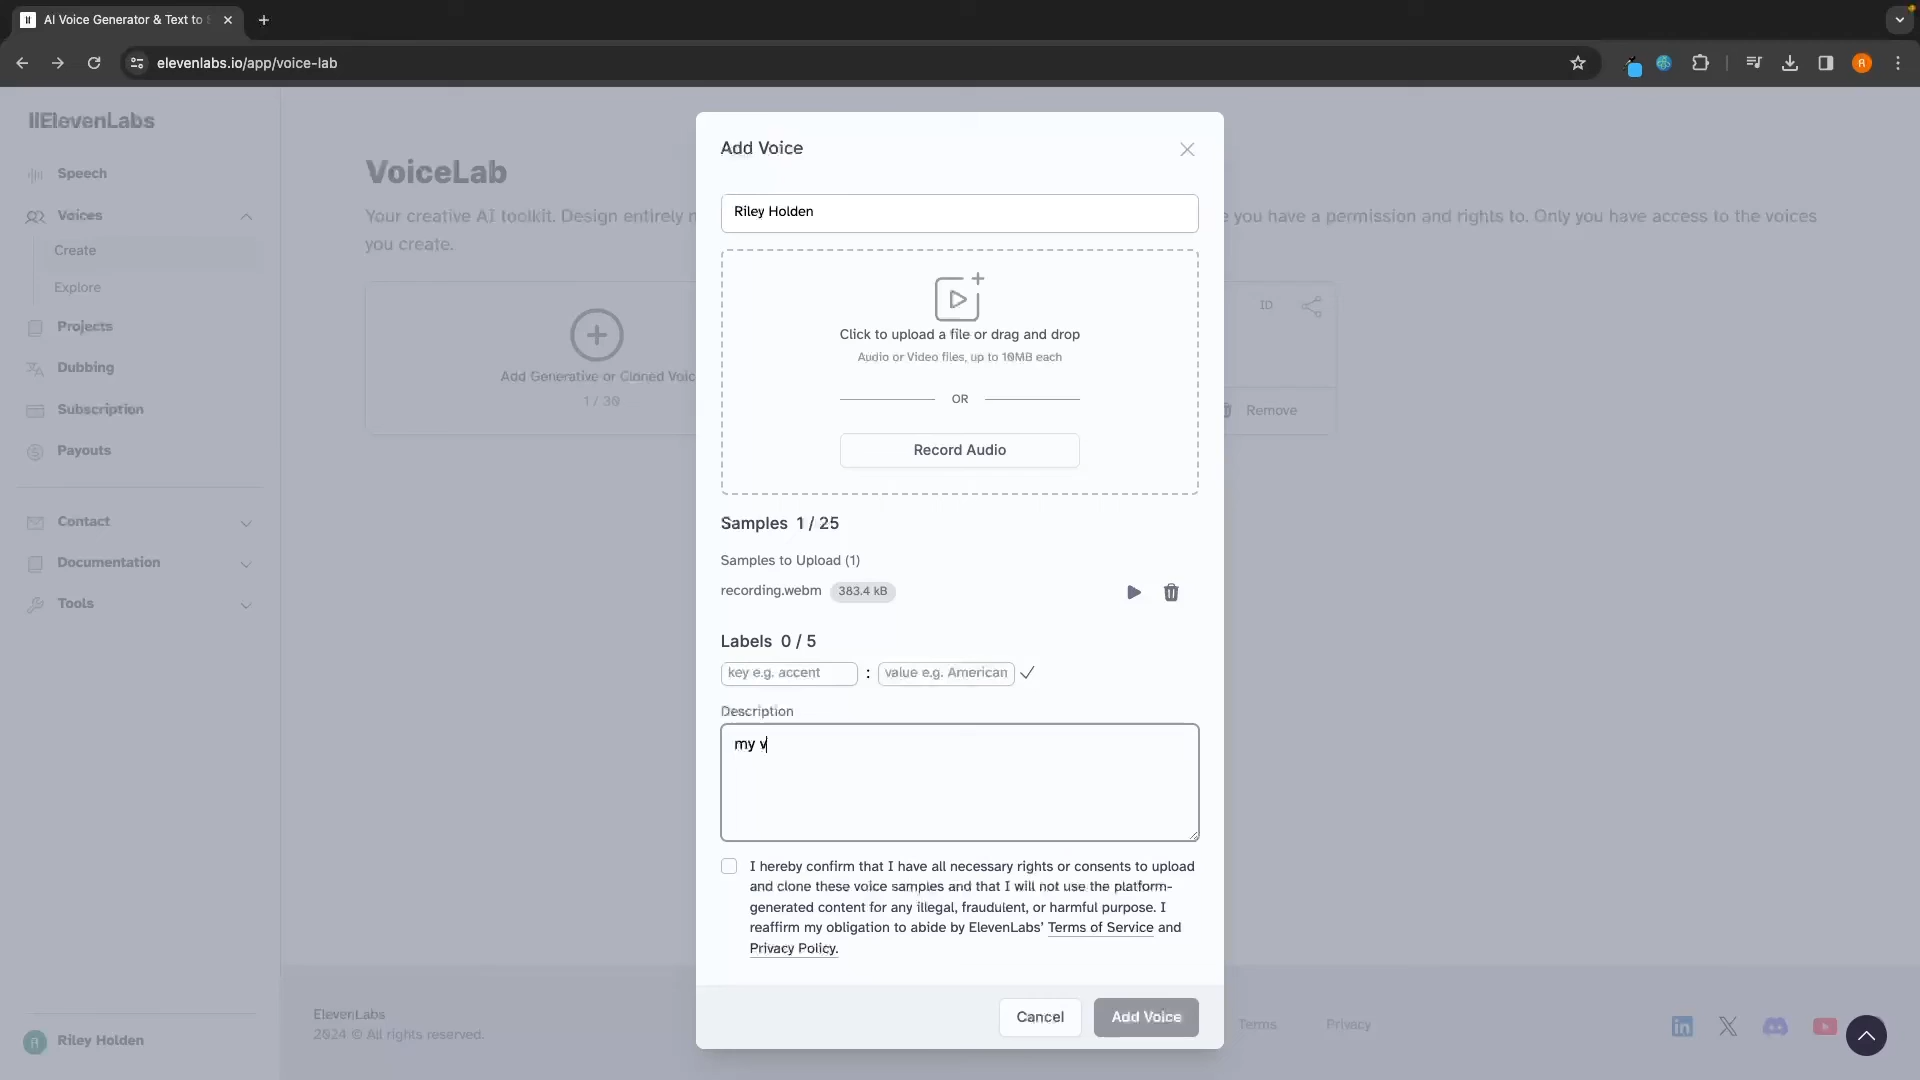 AI Voice Generator & Text to S
elevenlabs.io/app/voice-lab
R
IIElevenLabs
Speech
Voices
Create
Explore
Projects
Dubbing
Subscription
Payouts
Contact
Documentation
Tools
R
Riley Holden
VoiceLab
Your creative AI toolkit. Design entirely
e you have a permission and rights to. Only you have access to the voices
you create.
Add Generative or Cloned Voic
1 / 30
ID
Remove
Add Voice
Riley Holden
Click to upload a file or drag and drop
Audio or Video files, up to 10MB each
OR
Record Audio
Samples 1 / 25
Samples to Upload (1)
recording.webm 383.4 kB
Labels 0 / 5
key e.g. accent : value e.g. American
Description
my v
I hereby confirm that I have all necessary rights or consents to upload
and clone these voice samples and that I will not use the platform-
generated content for any illegal, fraudulent, or harmful purpose. I
reaffirm my obligation to abide by ElevenLabs’ Terms of Service and
Privacy Policy.
Cancel
Add Voice
ElevenLabs
2024 © All rights reserved.
Terms
Privacy